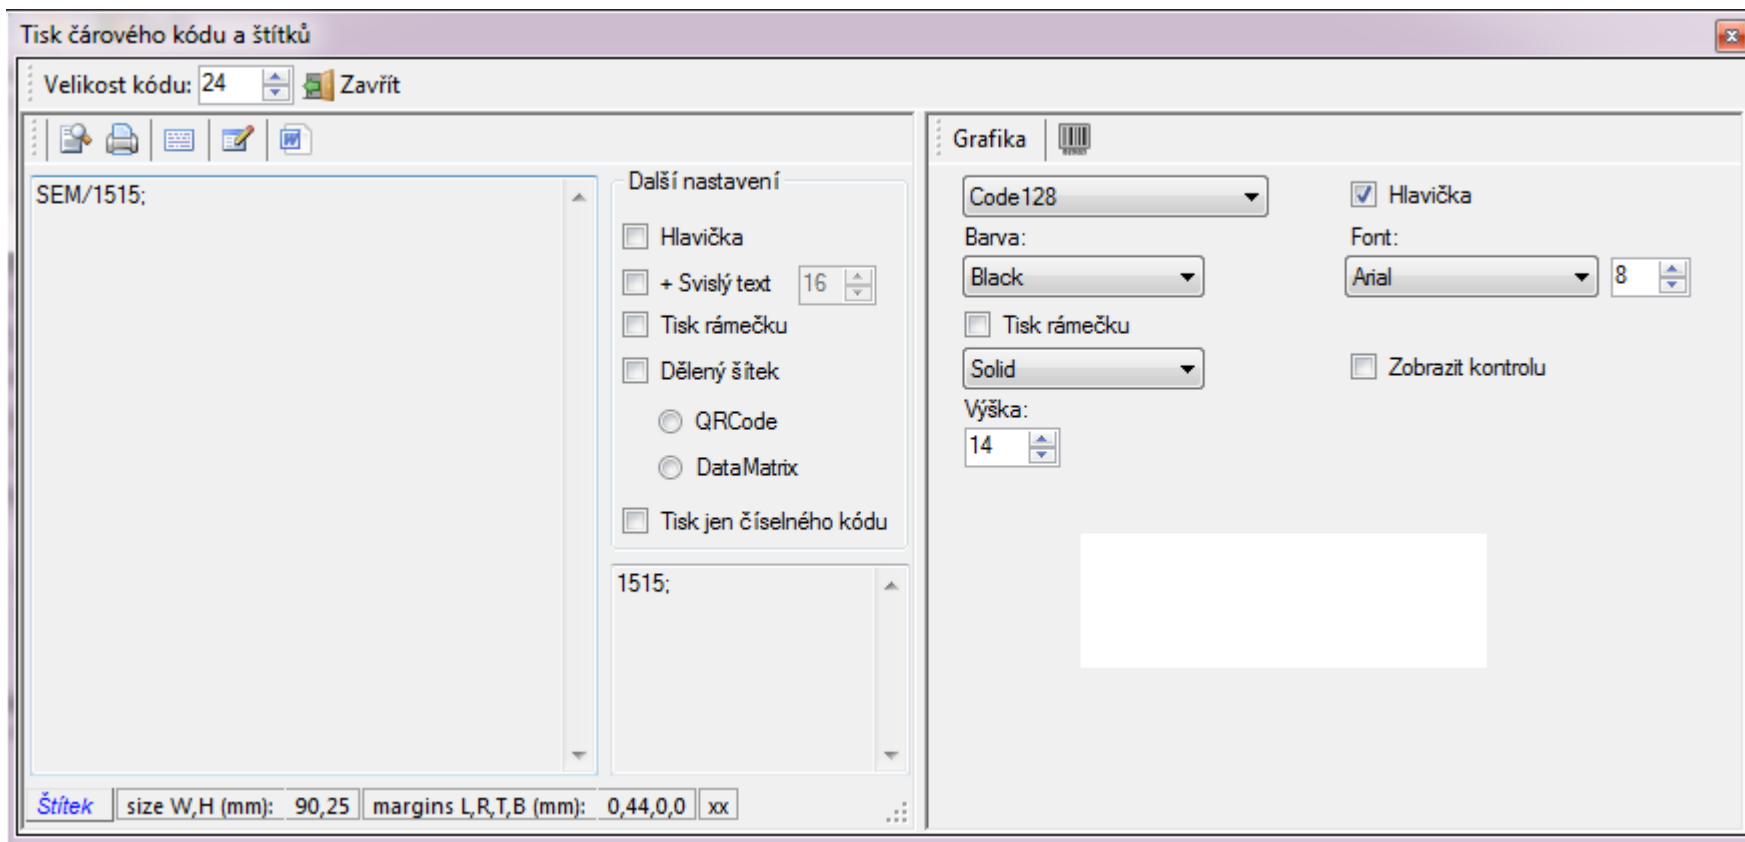 Tisk čárového kódu a štítků
Velikost kódu: 24 Zavřít
SEM/1515;
Další nastavení
Hlavička
+ Svislý text 16
Tisk rámečku
Dělený šítek
QRCode
DataMatrix
Tisk jen číselného kódu
1515;
Štítek size W,H (mm): 90,25 margins L,R,T,B (mm): 0,44,0,0 xx
Grafika
Code128 Hlavička
Barva: Font:
Black Arial 8
Tisk rámečku
Solid Zobrazit kontrolu
Výška:
14